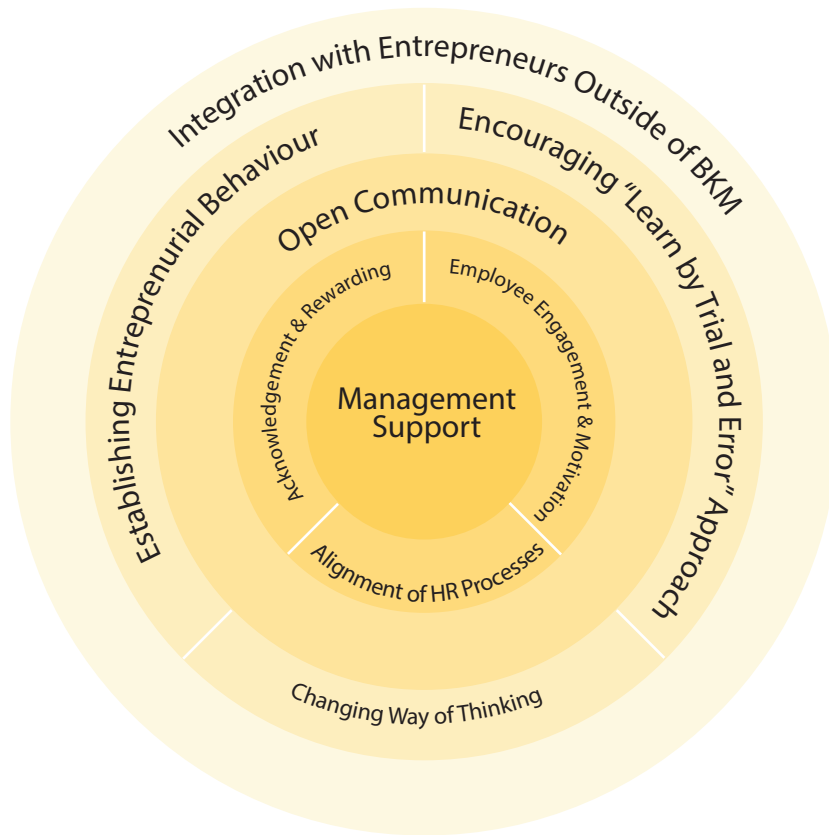 Integration with Entrepreneurs Outside of BKM
Establishing Entreprenurial Behaviour
Encouraging “Learn by Trial and Error” Approach
Open Communication
Acknowledgement & Rewarding
Employee Engagement & Motivation
Management
Support
Alignment of HR Processes
Changing Way of Thinking